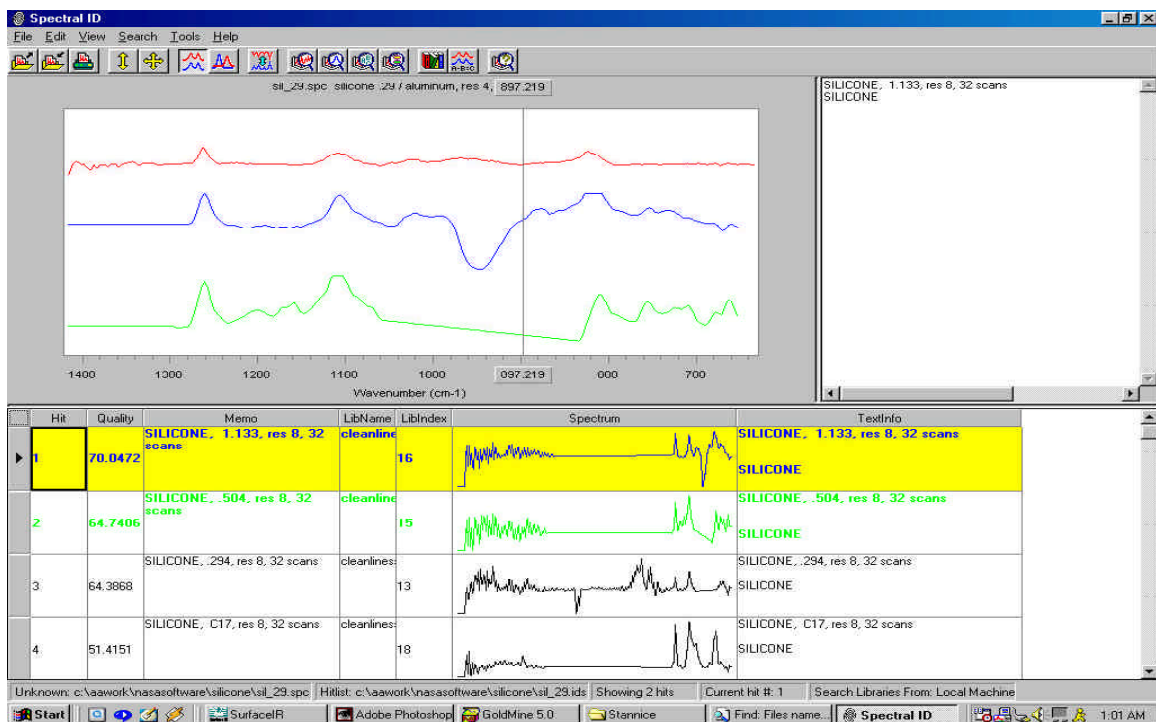 Spectral ID
File Edit View Search Tools Help
A-B=C
sil_29.spc silicone .29 / aluminum, res 4, 897.219
SILICONE, 1.133, res 8, 32 scans
SILICONE
1400 1300 1200 1100 1000 097.219 000 700
Wavenumber (cm-1)
Hit Quality Memo LibName LibIndex Spectrum TextInfo
1 70.0472 SILICONE, 1.133, res 8, 32 scans cleanline 16 SILICONE, 1.133, res 8, 32 scans
SILICONE
2 64.7406 SILICONE, .504, res 8, 32 scans cleanline 15 SILICONE, .504, res 8, 32 scans
SILICONE
3 64.3868 SILICONE, .294, res 8, 32 scans cleanlines 13 SILICONE, .294, res 8, 32 scans
SILICONE
4 51.4151 SILICONE, C17, res 8, 32 scans cleanlines 18 SILICONE, C17, res 8, 32 scans
SILICONE
Unknown: c:\aawork\nasasoftware\silicone\sil_29.spc Hitlist: c:\aawork\nasasoftware\silicone\sil_29.ids Showing 2 hits Current hit #: 1 Search Libraries From: Local Machine
Start SurfaceIR Adobe Photoshop GoldMine 5.0 Stannice Find: Files name... Spectral ID 1:01 AM